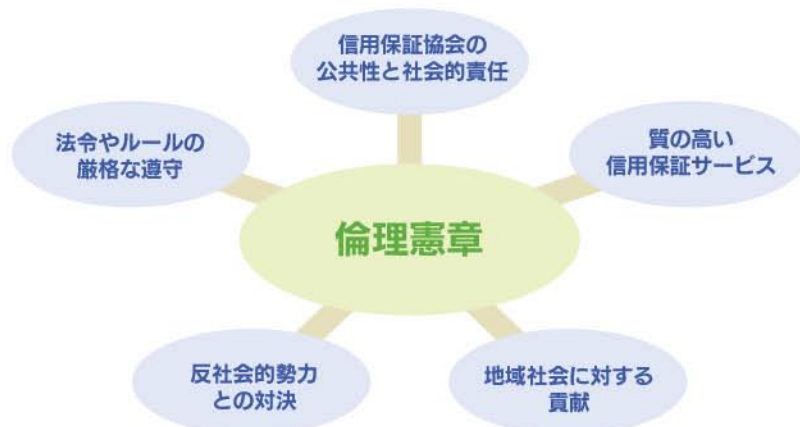 信用保証協会の
公共性と社会的責任
法令やルールの
厳格な遵守
質の高い
信用保証サービス
倫理憲章
反社会的勢力
との対決
地域社会に対する
貢献